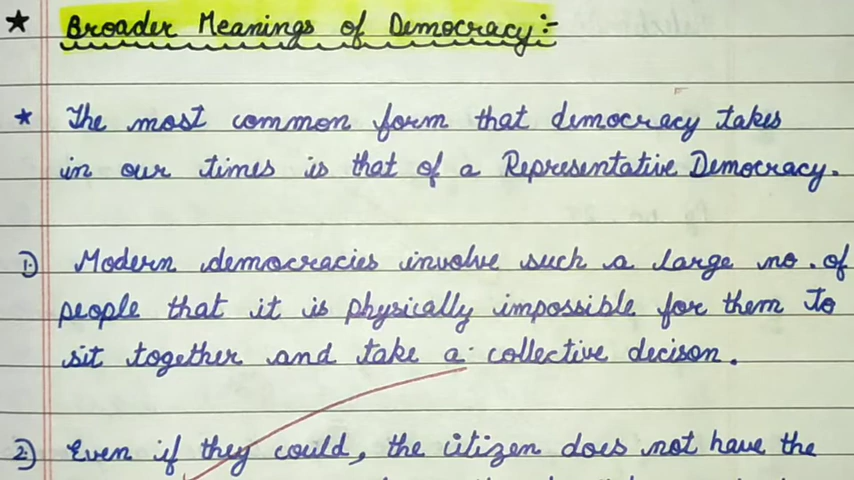 ★ Broader Meanings of Democracy:-
★ The most common form that democracy takes
in our times is that of a Representative Democracy.
1) Modern democracies involve such a large no. of
people that it is physically impossible for them to
sit together and take a collective decison.
2) Even if they could, the citizen does not have the